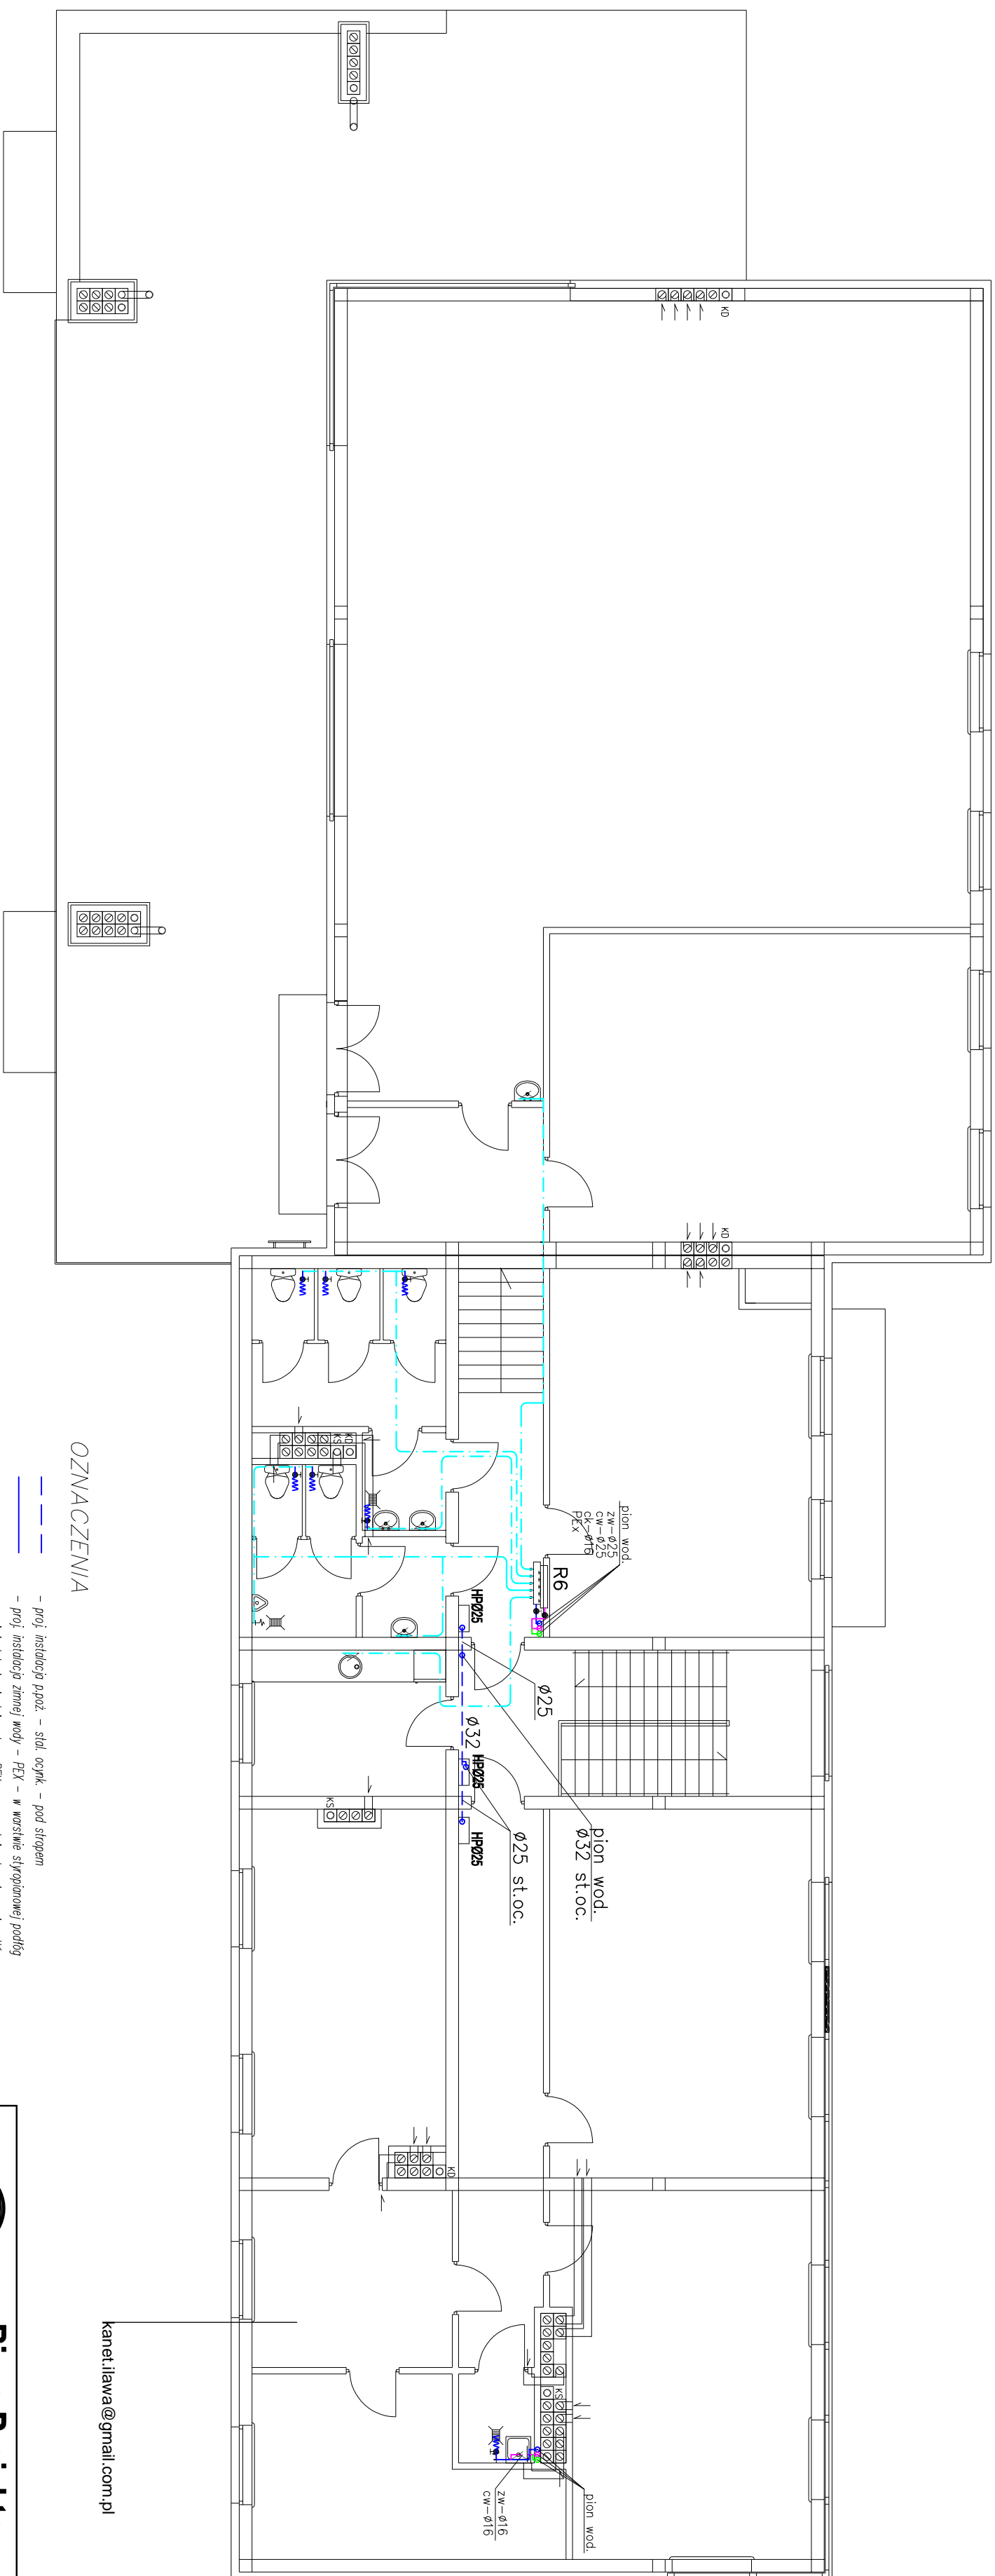 KD
KD
pion wod.
zw-ø25
cw-ø25
ck-ø16
PEx
R6
KD
KS
HPØ25
ø25
Ø32
HPØ25
HPØ25
pion wod.
Ø32 st.oc.
Ø25 st.oc.
KS
KD
KS
pion wod.
zw-ø16
cw-ø16
kanet.ilawa@gmail.com.pl
OZNACZENIA
- proj. instalacja p.poż. - stal. ocynk. - pod stropem
- proj. instalacja zimnej wody - PEX - w warstwie styropianowej podłóg